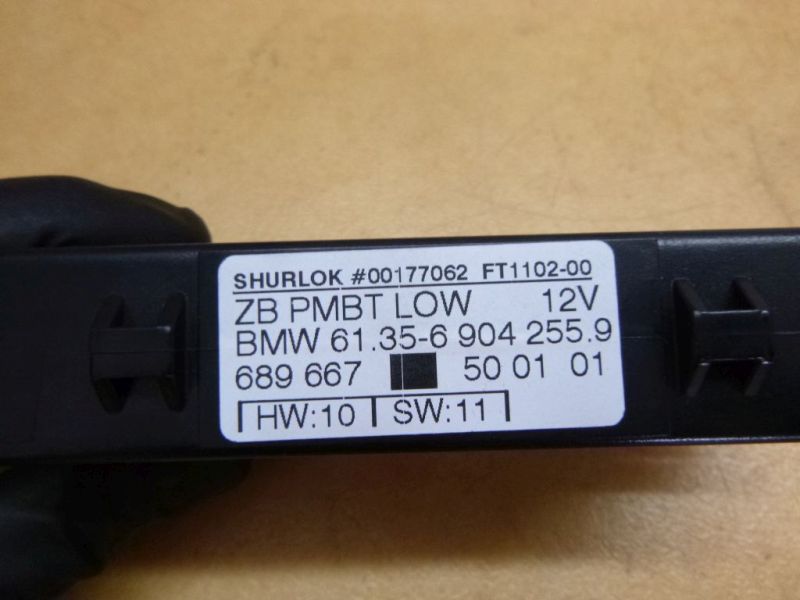 SHURLOK #00177062 FT1102-00
ZB PMBT LOW 12V
BMW 61.35-6 904 255.9
689 667 50 01 01
HW:10 SW:11